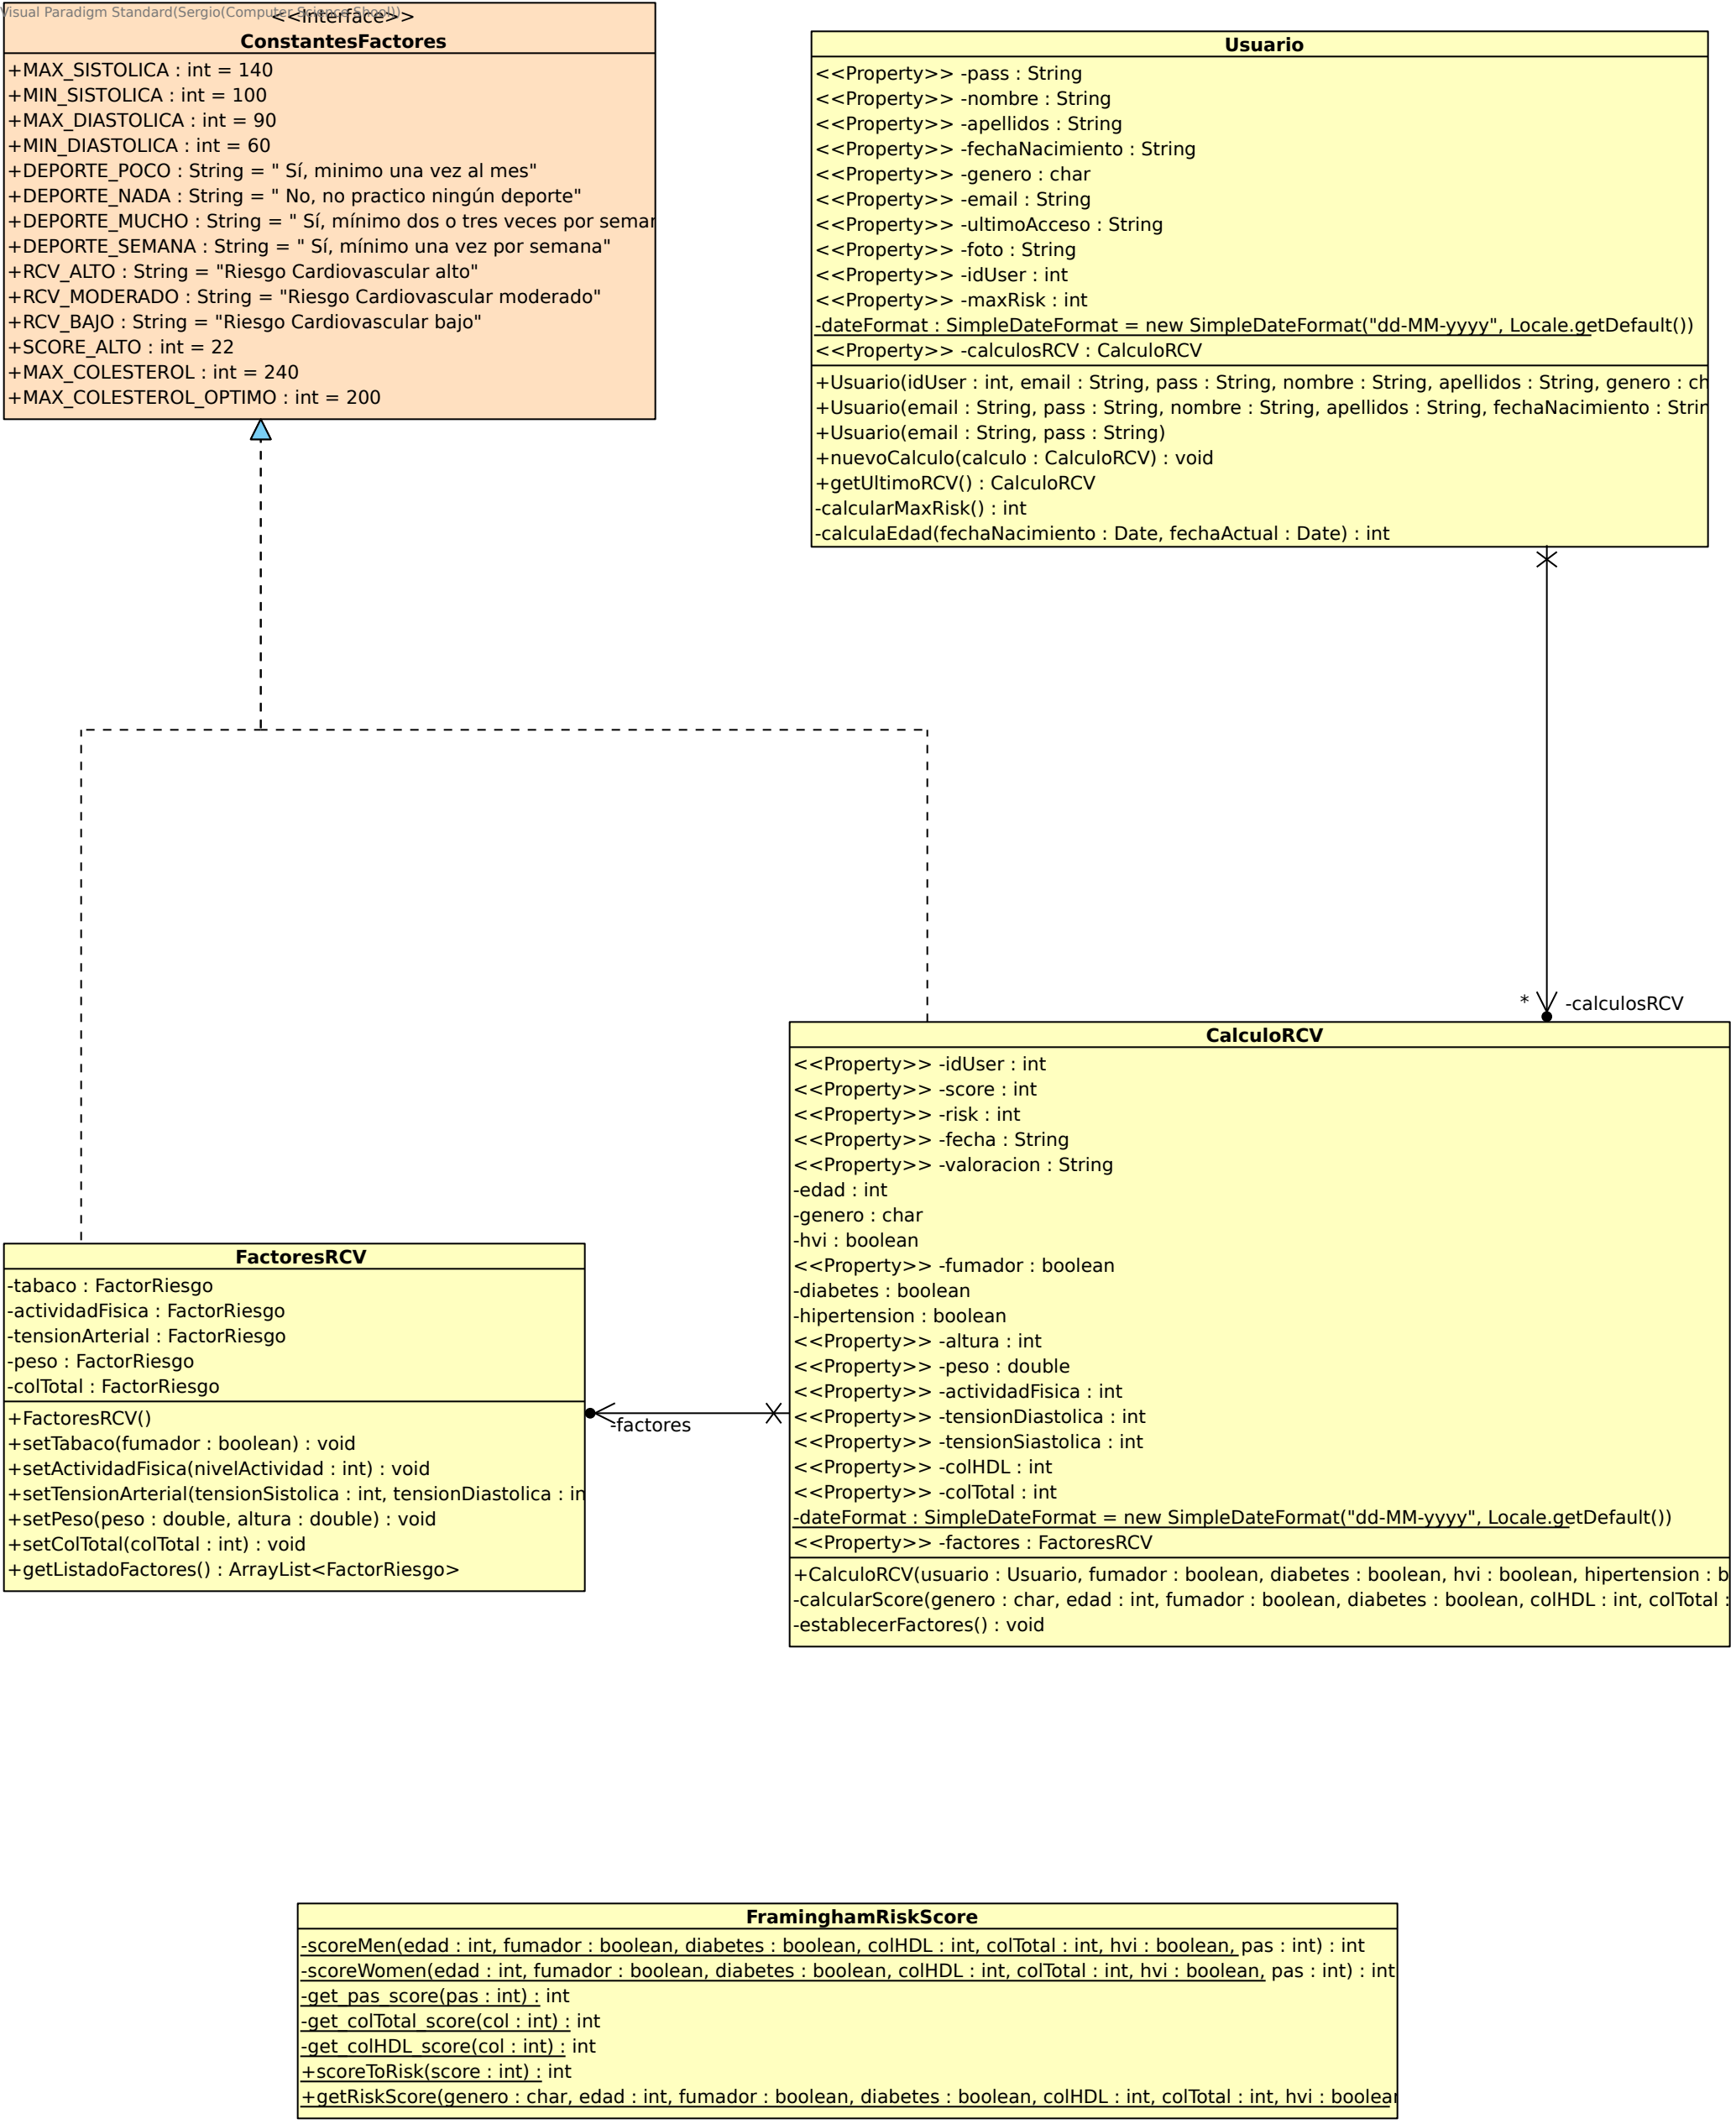 Visual Paradigm Standard(Sergio(Computer Science Shool))
<<Interface>>
ConstantesFactores
+MAX_SISTOLICA : int = 140
+MIN_SISTOLICA : int = 100
+MAX_DIASTOLICA : int = 90
+MIN_DIASTOLICA : int = 60
+DEPORTE_POCO : String = " Sí, minimo una vez al mes"
+DEPORTE_NADA : String = " No, no practico ningún deporte"
+DEPORTE_MUCHO : String = " Sí, mínimo dos o tres veces por semar
+DEPORTE_SEMANA : String = " Sí, mínimo una vez por semana"
+RCV_ALTO : String = "Riesgo Cardiovascular alto"
+RCV_MODERADO : String = "Riesgo Cardiovascular moderado"
+RCV_BAJO : String = "Riesgo Cardiovascular bajo"
+SCORE_ALTO : int = 22
+MAX_COLESTEROL : int = 240
+MAX_COLESTEROL_OPTIMO : int = 200
Usuario
<<Property>> -pass : String
<<Property>> -nombre : String
<<Property>> -apellidos : String
<<Property>> -fechaNacimiento : String
<<Property>> -genero : char
<<Property>> -email : String
<<Property>> -ultimoAcceso : String
<<Property>> -foto : String
<<Property>> -idUser : int
<<Property>> -maxRisk : int
-dateFormat : SimpleDateFormat = new SimpleDateFormat("dd-MM-yyyy", Locale.getDefault())
<<Property>> -calculosRCV : CalculoRCV
+Usuario(idUser : int, email : String, pass : String, nombre : String, apellidos : String, genero : ch
+Usuario(email : String, pass : String, nombre : String, apellidos : String, fechaNacimiento : Strin
+Usuario(email : String, pass : String)
+nuevoCalculo(calculo : CalculoRCV) : void
+getUltimoRCV() : CalculoRCV
-calcularMaxRisk() : int
-calculaEdad(fechaNacimiento : Date, fechaActual : Date) : int
* -calculosRCV
CalculoRCV
<<Property>> -idUser : int
<<Property>> -score : int
<<Property>> -risk : int
<<Property>> -fecha : String
<<Property>> -valoracion : String
-edad : int
-genero : char
-hvi : boolean
<<Property>> -fumador : boolean
-diabetes : boolean
-hipertension : boolean
<<Property>> -altura : int
<<Property>> -peso : double
<<Property>> -actividadFisica : int
<<Property>> -tensionDiastolica : int
<<Property>> -tensionSiastolica : int
<<Property>> -colHDL : int
<<Property>> -colTotal : int
-dateFormat : SimpleDateFormat = new SimpleDateFormat("dd-MM-yyyy", Locale.getDefault())
<<Property>> -factores : FactoresRCV
+CalculoRCV(usuario : Usuario, fumador : boolean, diabetes : boolean, hvi : boolean, hipertension : b
-calcularScore(genero : char, edad : int, fumador : boolean, diabetes : boolean, colHDL : int, colTotal :
-establecerFactores() : void
FactoresRCV
-tabaco : FactorRiesgo
-actividadFisica : FactorRiesgo
-tensionArterial : FactorRiesgo
-peso : FactorRiesgo
-colTotal : FactorRiesgo
+FactoresRCV()
+setTabaco(fumador : boolean) : void
+setActividadFisica(nivelActividad : int) : void
+setTensionArterial(tensionSistolica : int, tensionDiastolica : in
+setPeso(peso : double, altura : double) : void
+setColTotal(colTotal : int) : void
+getListadoFactores() : ArrayList<FactorRiesgo>
-factores
FraminghamRiskScore
-scoreMen(edad : int, fumador : boolean, diabetes : boolean, colHDL : int, colTotal : int, hvi : boolean, pas : int) : int
-scoreWomen(edad : int, fumador : boolean, diabetes : boolean, colHDL : int, colTotal : int, hvi : boolean, pas : int) : int
-get_pas_score(pas : int) : int
-get_colTotal_score(col : int) : int
-get_colHDL_score(col : int) : int
+scoreToRisk(score : int) : int
+getRiskScore(genero : char, edad : int, fumador : boolean, diabetes : boolean, colHDL : int, colTotal : int, hvi : boolear